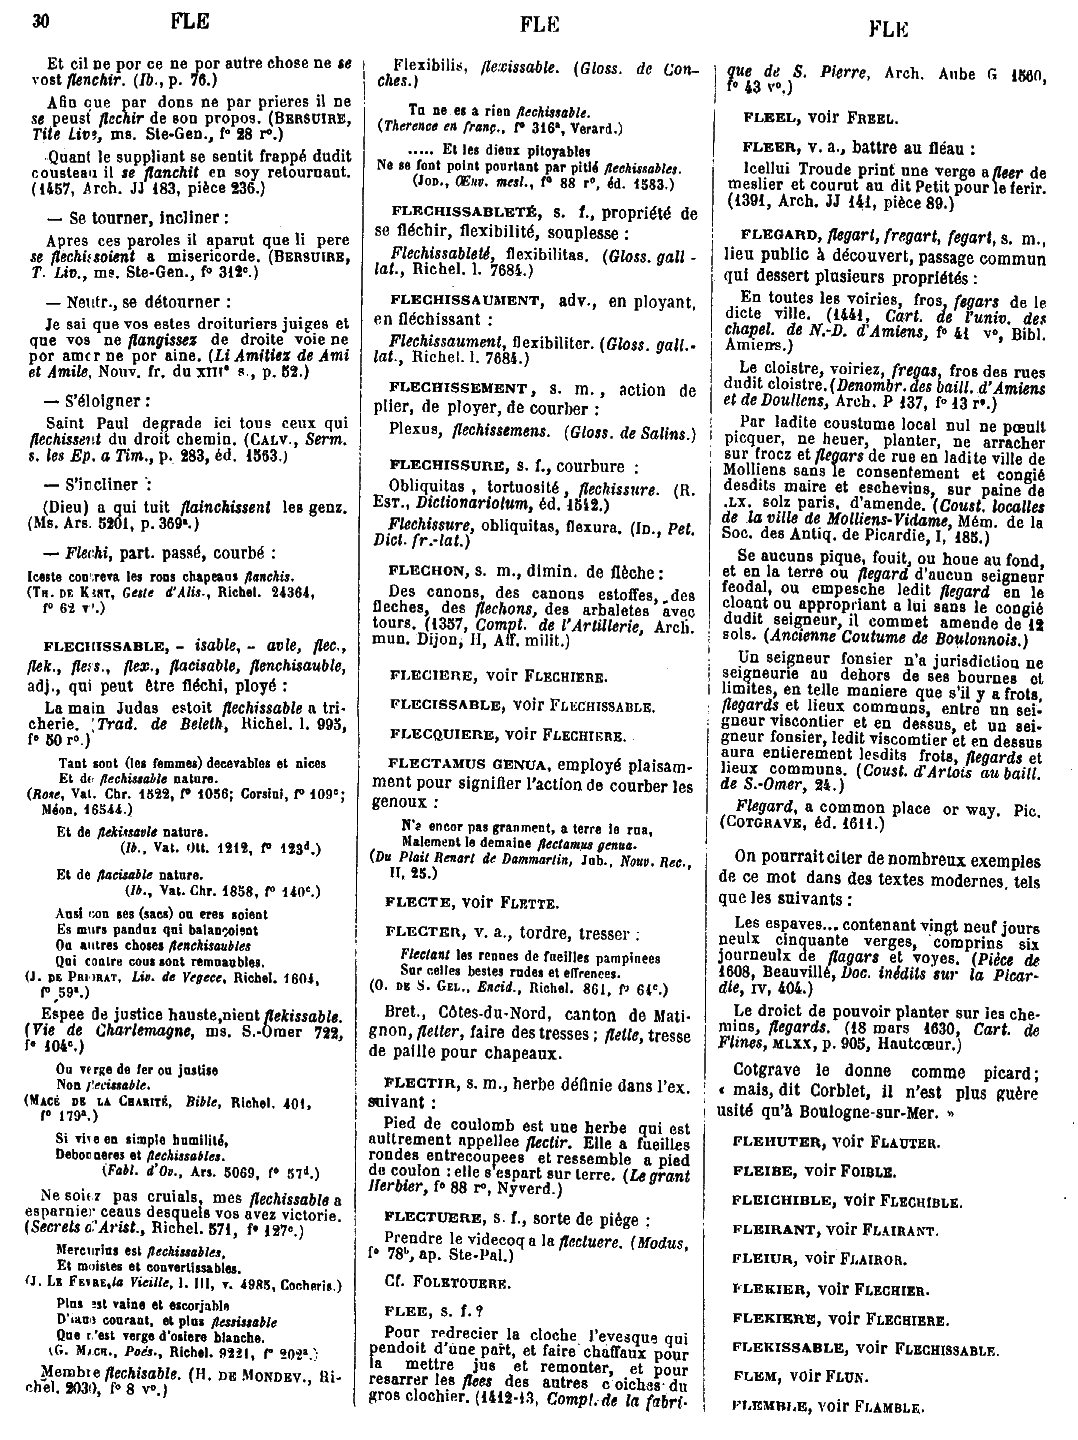 30
FLE
FLE
FLE
Et cil ne por ce ne por autre chose ne se
vost flenchir. (Ib., p. 76.)
Afin que par dons ne par prieres il ne
se peust flechir de son propos. (BERSUIRE,
Tite Liv., ms. Ste-Gen., f° 28 r°.)
Quant le suppliant se sentit frappé dudit
cousteau il se flanchit en soy retournant.
(1457, Arch. JJ 183, pièce 236.)
— Se tourner, incliner :
Apres ces paroles il aparut que li pere
se flechissoient a misericorde. (BERSUIRE,
T. Liv., ms. Ste-Gen., f° 312ᶜ.)
— Neutr., se détourner :
Je sai que vos estes droituriers juiges et
que vos ne flangissez de droite voie ne
por amer ne por aine. (Li Amitiez de Ami
et Amile, Nouv. fr. du XIIIᵉ s., p. 52.)
— S'éloigner :
Saint Paul degrade ici tous ceux qui
flechissent du droit chemin. (CALV., Serm.
s. les Ep. a Tim., p. 283, éd. 1563.)
— S'incliner :
(Dieu) a qui tuit flainchissent les genz.
(Ms. Ars. 5201, p. 369ᵃ.)
— Flechi, part. passé, courbé :
Iceste contreva les rons chapeans flanchis.
(TH. DE KENT, Geste d'Alis., Richel. 24364,
f° 62 v°.)
FLECHISSABLE, - isable, - avle, flec.,
flek., fless., flex., flacisable, flenchisauble,
adj., qui peut être fléchi, ployé :
La main Judas estoit flechissable a tri-
cherie. (Trad. de Beleth, Richel. l. 995,
f° 50 r°.)
Tant sont (les femmes) decevables et nices
Et de flechissable nature.
(Rose, Vat. Chr. 1522, f° 1056; Corsini, f° 109ᶜ;
Méon, 16544.)
Et de flekissavle nature.
(Ib., Vat. Ott. 1212, f° 123ᵈ.)
Et de flacisable nature.
(Ib., Vat. Chr. 1858, f° 140ᶜ.)
Ausi con ses (sacs) ou eres soient
Es murs panduz qui balançoient
Ou autres choses flenchisaubles
Qui contre cous sont remuaubles.
(J. DE PRIORAT, Liv. de Vegece, Richel. 1604,
f° 59ᵃ.)
Espee de justice hauste, nient flekissable.
(Vie de Charlemagne, ms. S.-Omer 722,
f° 104ᶜ.)
Ou verge de fer ou justise
Non flecissable.
(MACÉ DE LA CHARITÉ, Bible, Richel. 401,
f° 179ᵃ.)
Si vive en simple humilité,
Debonneres et flechissables.
(Fabl. d'Ov., Ars. 5069, f° 57ᵈ.)
Ne soiez pas cruials, mes flechissable a
esparnier ceaus desquels vos avez victorie.
(Secrets d'Arist., Richel. 571, f° 127ᶜ.)
Mercurius est flechissables,
Et moistes et convertissables.
(J. LE FEVRE, la Vieille, l. III, v. 4985, Cocheris.)
Plus est vaine et escorjable
D'iaue courant, et plus flessissable
Que n'est verge d'osiere blanche.
(G. MACH., Poés., Richel. 9221, f° 202ᵃ.)
Membre flechisable. (H. DE MONDEV., Ri-
chel. 2030, f° 8 v°.)
Flexibilis, flexissable. (Gloss. de Con-
ches.)
Tu ne es a rien flechissable.
(Therence en franç., f° 316ᵃ, Verard.)
..... Et les dieux pitoyables
Ne se font point pourtant par pitié flechissables.
(JOD., Œuv. mesl., f° 88 r°, éd. 1583.)
FLECHISSABLETÉ, s. f., propriété de
se fléchir, flexibilité, souplesse :
Flechissableté, flexibilitas. (Gloss. gall-
lat., Richel. l. 7684.)
FLECHISSAUMENT, adv., en ployant,
en fléchissant :
Flechissaument, flexibiliter. (Gloss. gall.-
lat., Richel. l. 7684.)
FLECHISSEMENT, s. m., action de
plier, de ployer, de courber :
Plexus, flechissemens. (Gloss. de Salins.)
FLECHISSURE, s. f., courbure :
Obliquitas, tortuosité, flechissure. (R.
EST., Dictionariolum, éd. 1542.)
Flechissure, obliquitas, flexura. (ID., Pet.
Dict. fr.-lat.)
FLECHON, s. m., dimin. de flèche :
Des canons, des canons estoffes, des
fleches, des flechons, des arbaletes avec
tours. (1357, Compt. de l'Artillerie, Arch.
mun. Dijon, II, Aff. milit.)
FLECIERE, voir FLECHIERE.
FLECISSABLE, voir FLECHISSABLE.
FLECQUIERE, voir FLECHIERE.
FLECTAMUS GENUA, employé plaisam-
ment pour signifier l'action de courber les
genoux :
N'a encor pas granment, a terre le rua,
Malement le demaine flectamus genua.
(Du Plait Renart de Dammartin, Jub., Nouv. Rec.,
II, 25.)
FLECTE, voir FLETTE.
FLECTER, v. a., tordre, tresser :
Flectant les rennes de fueilles pampinees
Sur celles bestes rudes et effrences.
(O. DE S. GEL., Encid., Richel. 861, f° 64ᶜ.)
Bret., Côtes-du-Nord, canton de Mati-
gnon, fletter, faire des tresses; flette, tresse
de paille pour chapeaux.
FLECTIR, s. m., herbe définie dans l'ex.
suivant :
Pied de coulomb est une herbe qui est
aultrement appellee flectir. Elle a fueilles
rondes entrecoupees et ressemble a pied
de coulon : elle s'espart sur terre. (Le grant
Herbier, f° 88 r°, Nyverd.)
FLECTUERE, s. f., sorte de piège :
Prendre le videcoq a la flectuere. (Modus,
f° 78ᵇ, ap. Ste-Pal.)
Cf. FOLETOUERE.
FLEE, s. f. ?
Pour redrecier la cloche l'evesque qui
pendoit d'une part, et faire chaffaux pour
la mettre jus et remonter, et pour
resarrer les flees des autres cloiches du
gros clochier. (1412-13, Compt. de la fabri-
que de S. Pierre, Arch. Aube G 1560,
f° 43 v°.)
FLEEL, voir FREEL.
FLEER, v. a., battre au fléau :
Icellui Troude print une verge a fleer de
meslier et courut au dit Petit pour le ferir.
(1391, Arch. JJ 141, pièce 89.)
FLEGARD, flegart, fregart, fegart, s. m.,
lieu public à découvert, passage commun
qui dessert plusieurs propriétés :
En toutes les voiries, fros, fegars de le
dicte ville. (1441, Cart. de l'univ. des
chapel. de N.-D. d'Amiens, f° 41 v°, Bibl.
Amiens.)
Le cloistre, voiriez, fregas, fros des rues
dudit cloistre. (Denombr. des baill. d'Amiens
et de Doullens, Arch. P 137, f° 13 r°.)
Par ladite coustume local nul ne pœult
picquer, ne heuer, planter, ne arracher
sur frocz et flegars de rue en ladite ville de
Molliens sans le consentement et congié
desdits maire et eschevins, sur paine de
.LX. solz paris. d'amende. (Coust. localles
de la ville de Molliens-Vidame, Mém. de la
Soc. des Antiq. de Picardie, I, 185.)
Se aucuns pique, fouit, ou houe au fond,
et en la terre ou flegard d'aucun seigneur
feodal, ou empesche ledit flegard en le
cloant ou appropriant a lui sans le congié
dudit seigneur, il commet amende de 12
sols. (Ancienne Coutume de Boulonnois.)
Un seigneur fonsier n'a jurisdiction ne
seigneurie au dehors de ses bournes et
limites, en telle maniere que s'il y a frots,
flegards et lieux communs, entre un sei-
gneur viscontier et en dessus, et un sei-
gneur fonsier, ledit viscomtier et en dessus
aura entierement lesdits frots, flegards et
lieux communs. (Coust. d'Artois au baill.
de S.-Omer, 24.)
Flegard, a common place or way. Pic.
(COTGRAVE, éd. 1611.)
On pourrait citer de nombreux exemples
de ce mot dans des textes modernes, tels
que les suivants :
Les espaves... contenant vingt neuf jours
neulx cinquante verges, comprins six
journeulx de flagars et voyes. (Pièce de
1608, Beauvillé, Doc. inédits sur la Picar-
die, IV, 404.)
Le droict de pouvoir planter sur les che-
mins, flegards. (18 mars 1630, Cart. de
Flines, MLXX, p. 905, Hautcœur.)
Cotgrave le donne comme picard;
« mais, dit Corblet, il n'est plus guère
usité qu'à Boulogne-sur-Mer. »
FLEHUTER, voir FLAUTER.
FLEIBE, voir FOIBLE.
FLEICHIBLE, voir FLECHIBLE.
FLEIRANT, voir FLAIRANT.
FLEIUR, voir FLAIROR.
FLEKIER, voir FLECHIER.
FLEKIERE, voir FLECHIERE.
FLEKISSABLE, voir FLECHISSABLE.
FLEM, voir FLUN.
FLEMBLE, voir FLAMBLE.